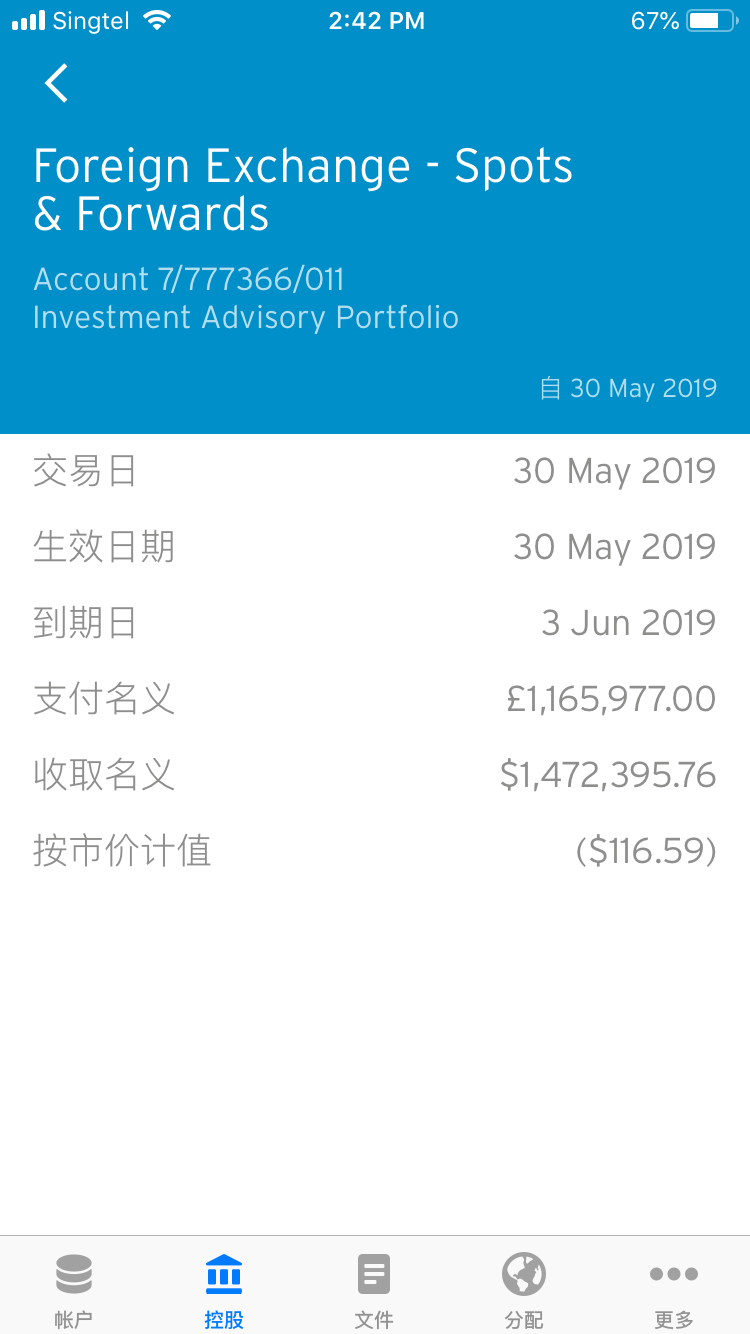 Singtel 2:42 PM 67%
Foreign Exchange - Spots
& Forwards
Account 7/777366/011
Investment Advisory Portfolio
自 30 May 2019
交易日 30 May 2019
生效日期 30 May 2019
到期日 3 Jun 2019
支付名义 £1,165,977.00
收取名义 $1,472,395.76
按市价计值 ($116.59)
帐户 控股 文件 分配 更多